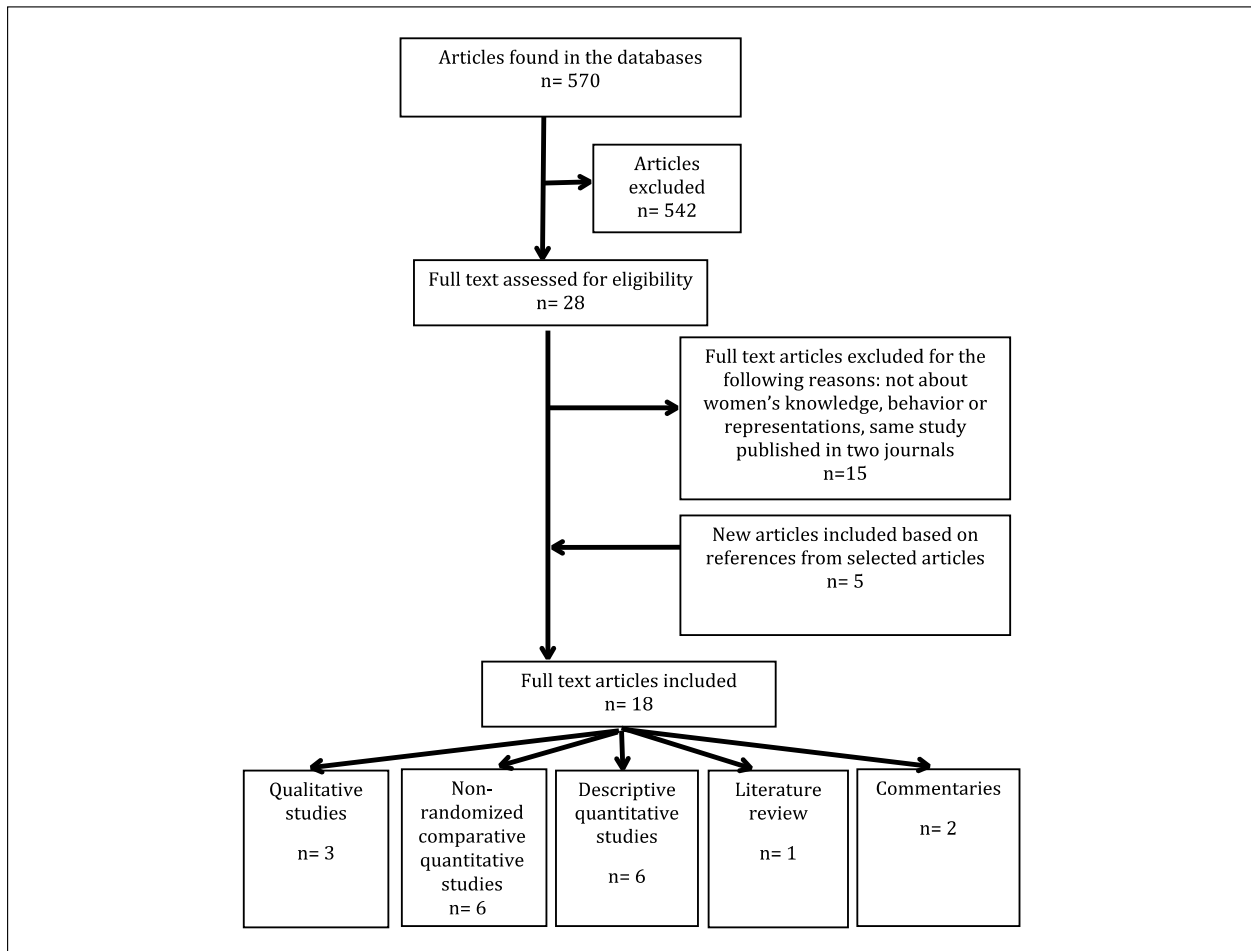 Articles found in the databases
n= 570
Articles
excluded
n= 542
Full text assessed for eligibility
n= 28
Full text articles excluded for the
following reasons: not about
women's knowledge, behavior or
representations, same study
published in two journals
n=15
New articles included based on
references from selected articles
n= 5
Full text articles included
n= 18
Qualitative
studies
n= 3
Non-
randomized
comparative
quantitative
studies
n= 6
Descriptive
quantitative
studies
n= 6
Literature
review
n= 1
Commentaries
n= 2